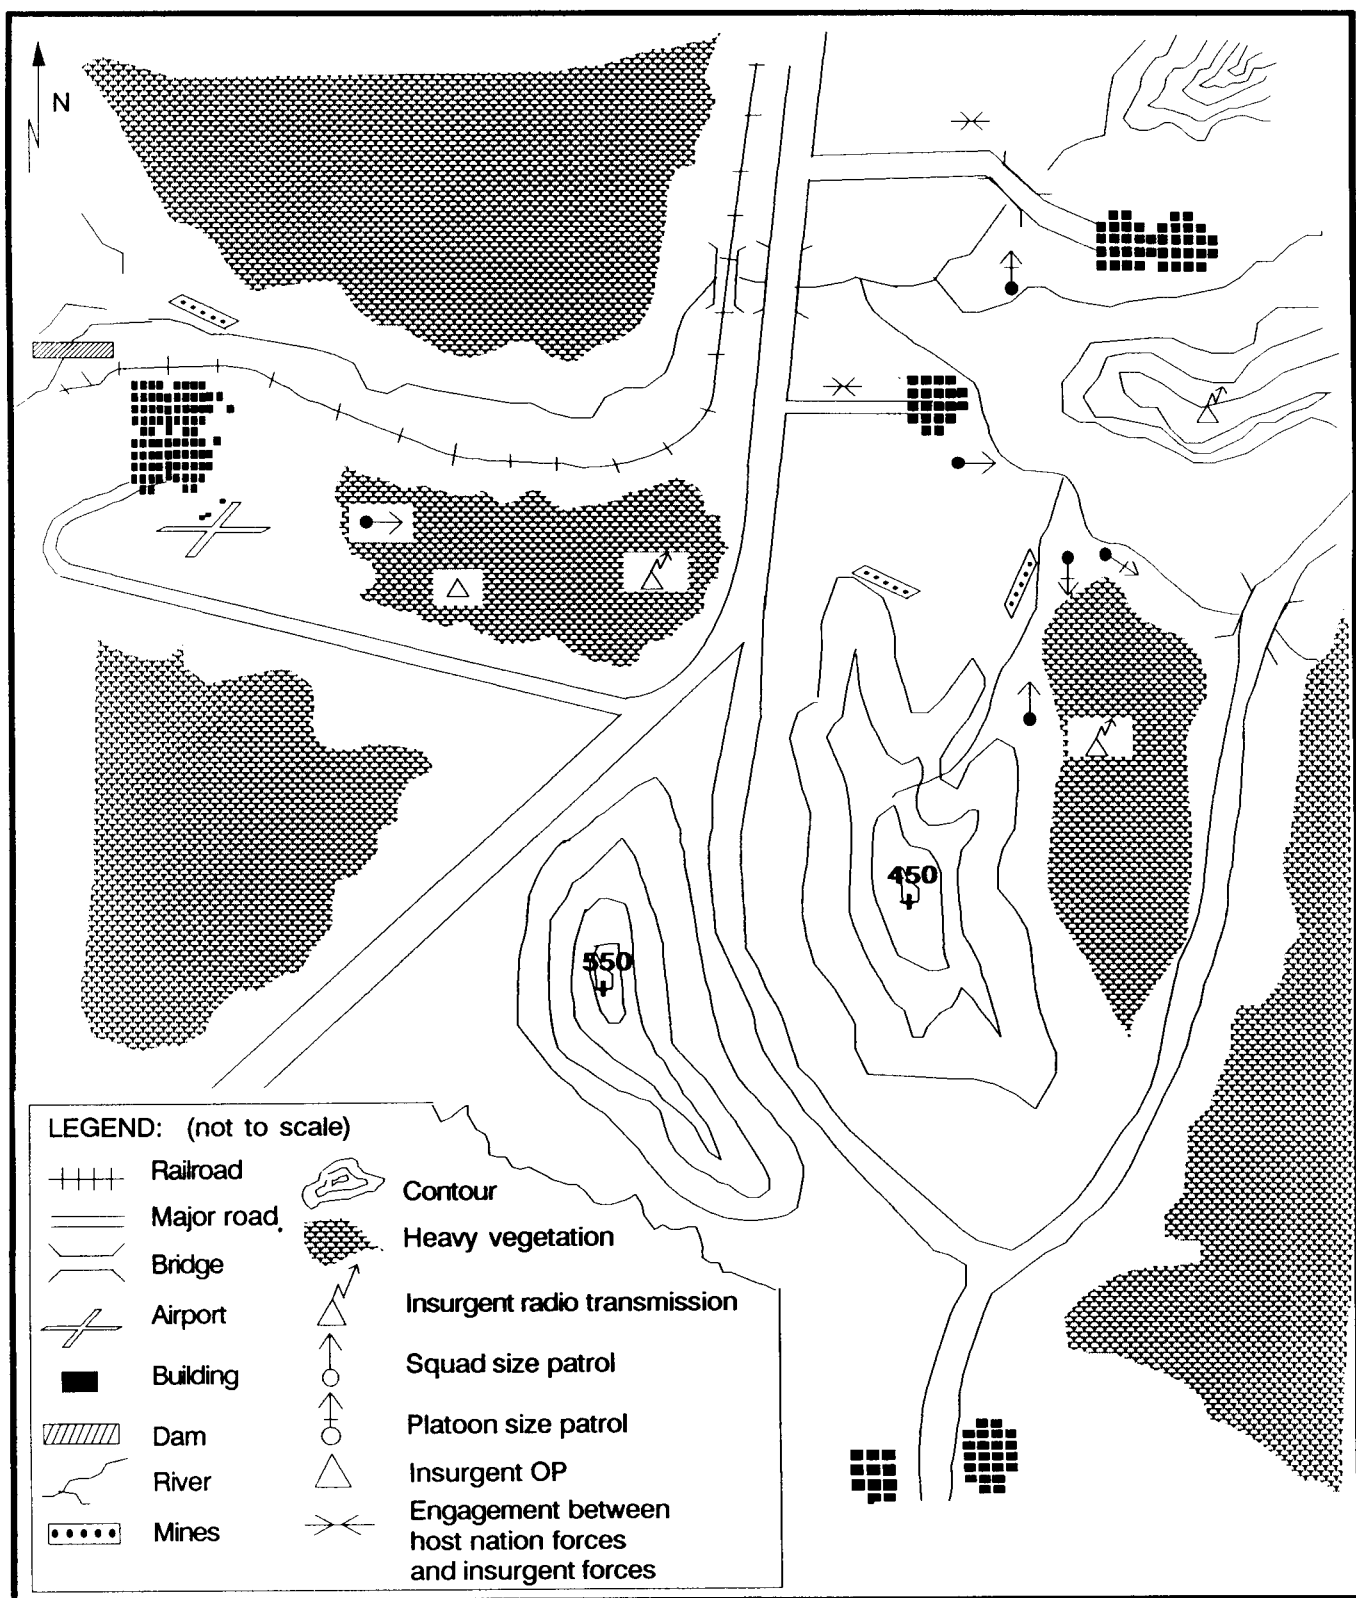 N
450
550
LEGEND: (not to scale)
Railroad
Major road
Bridge
Airport
Building
Dam
River
Mines
Contour
Heavy vegetation
Insurgent radio transmission
Squad size patrol
Platoon size patrol
Insurgent OP
Engagement between
host nation forces
and insurgent forces